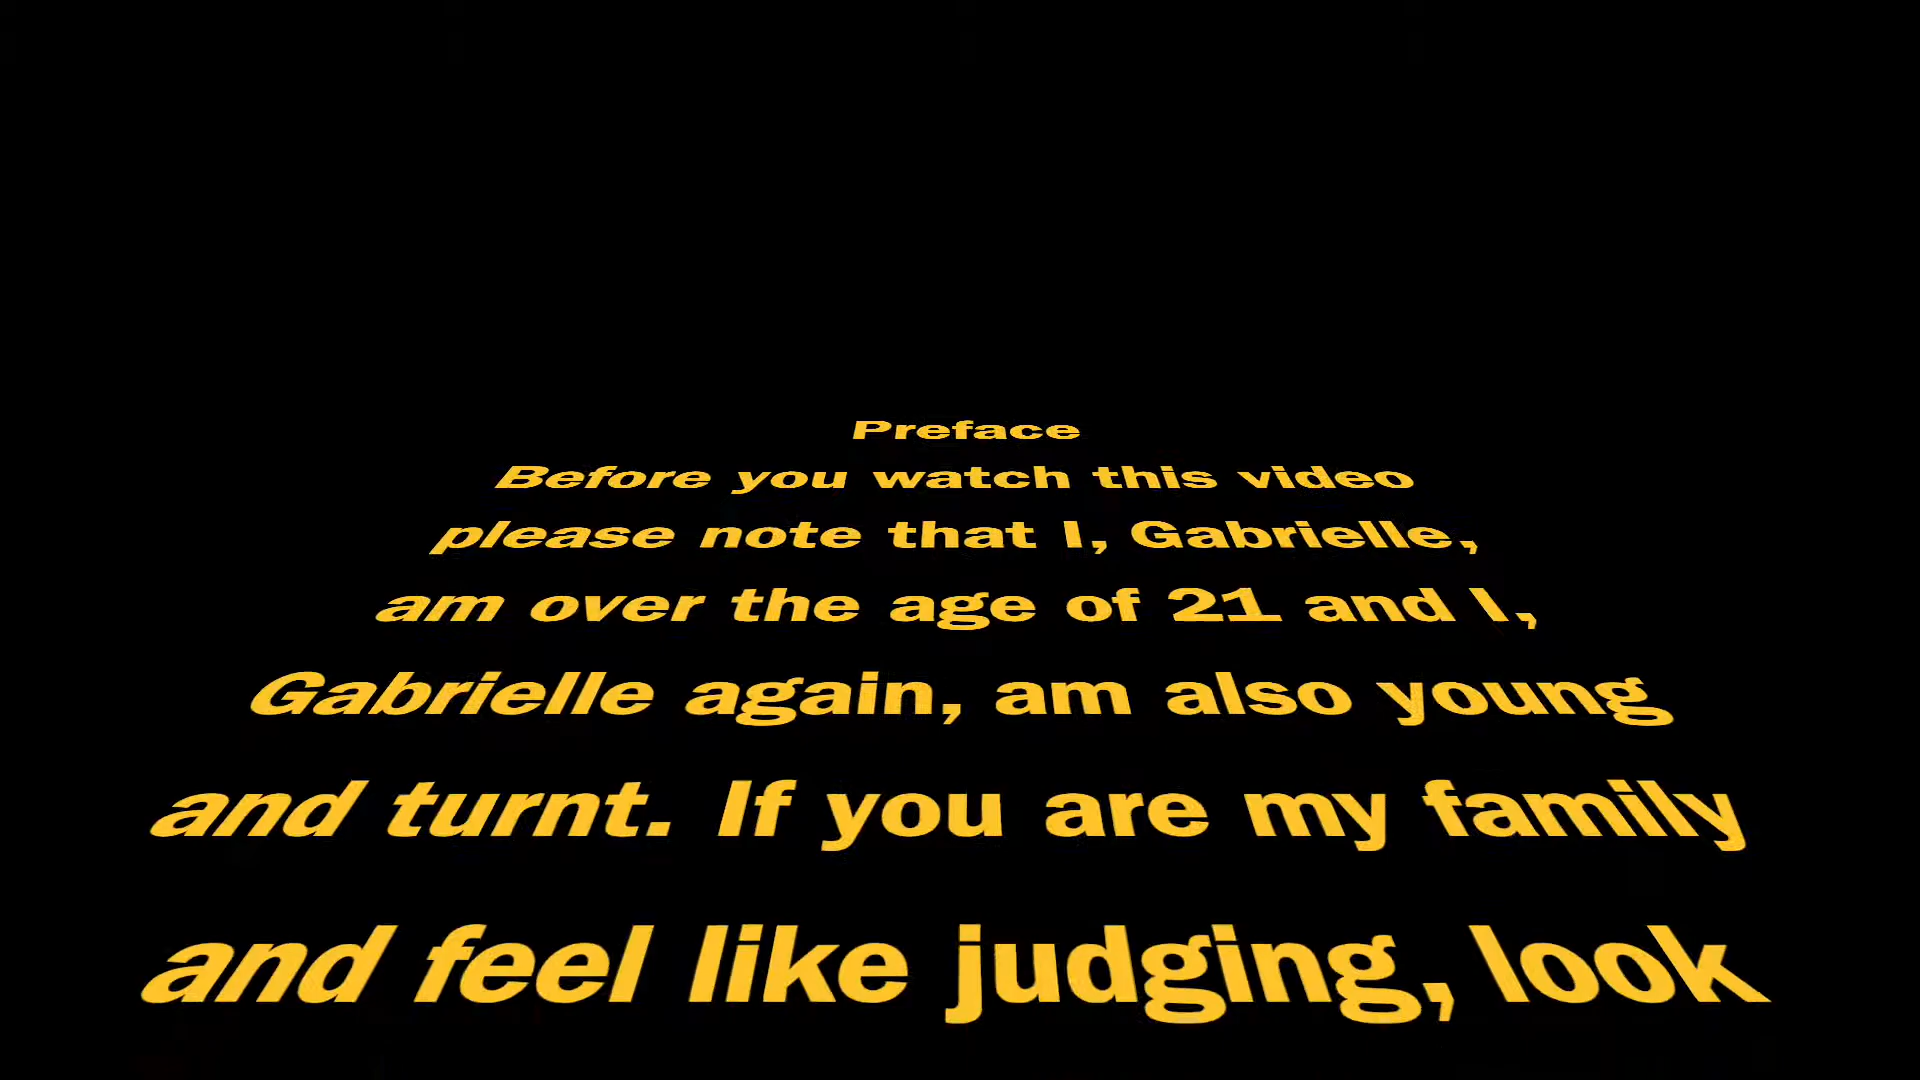 Preface
Before you watch this video
please note that I, Gabrielle,
am over the age of 21 and I,
Gabrielle again, am also young
and turnt. If you are my family
and feel like judging, look